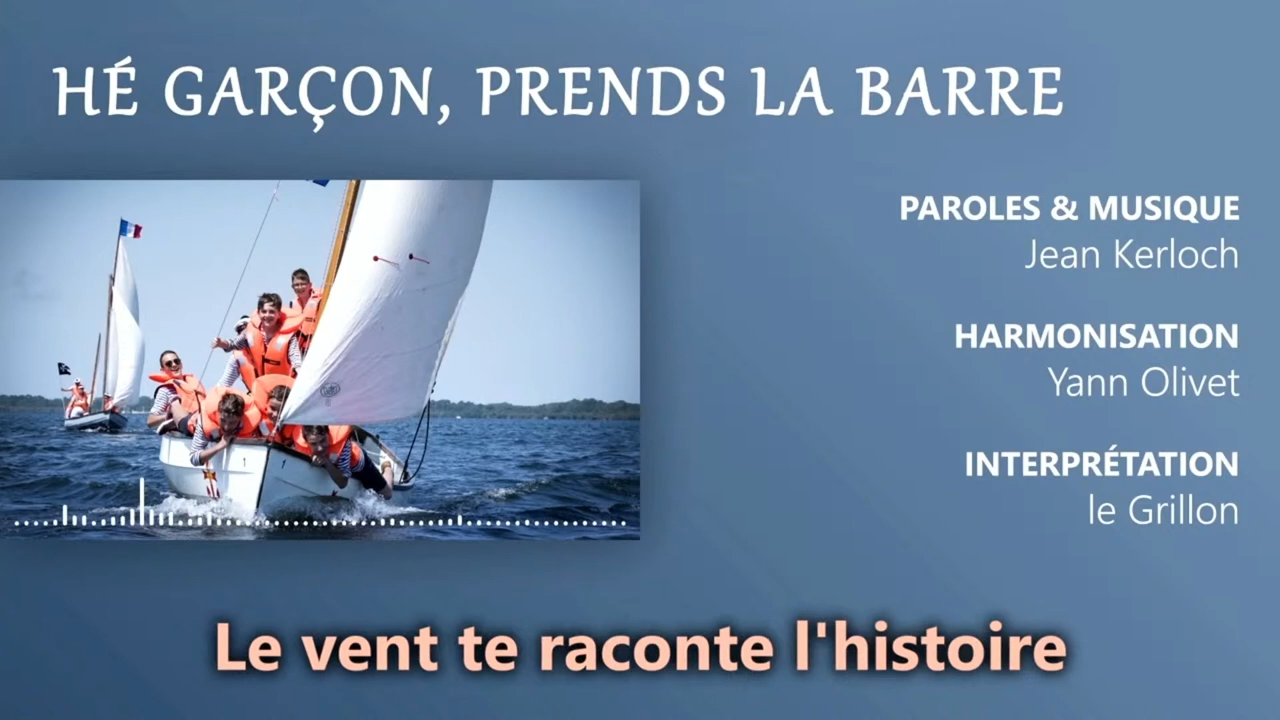 HÉ GARÇON, PRENDS LA BARRE
PAROLES & MUSIQUE
Jean Kerloch
HARMONISATION
Yann Olivet
INTERPRÉTATION
le Grillon
Le vent te raconte l'histoire